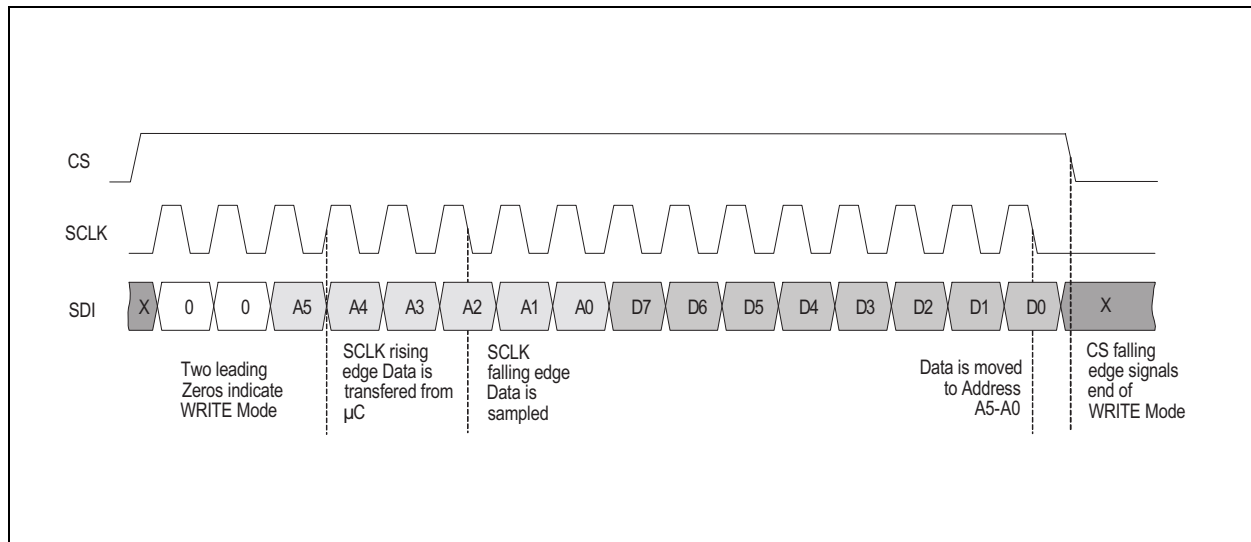 CS
SCLK
SDI
X 0 0 A5 A4 A3 A2 A1 A0 D7 D6 D5 D4 D3 D2 D1 D0 X
Two leading
Zeros indicate
WRITE Mode
SCLK rising
edge Data is
transfered from
µC
SCLK
falling edge
Data is
sampled
Data is moved
to Address
A5-A0
CS falling
edge signals
end of
WRITE Mode